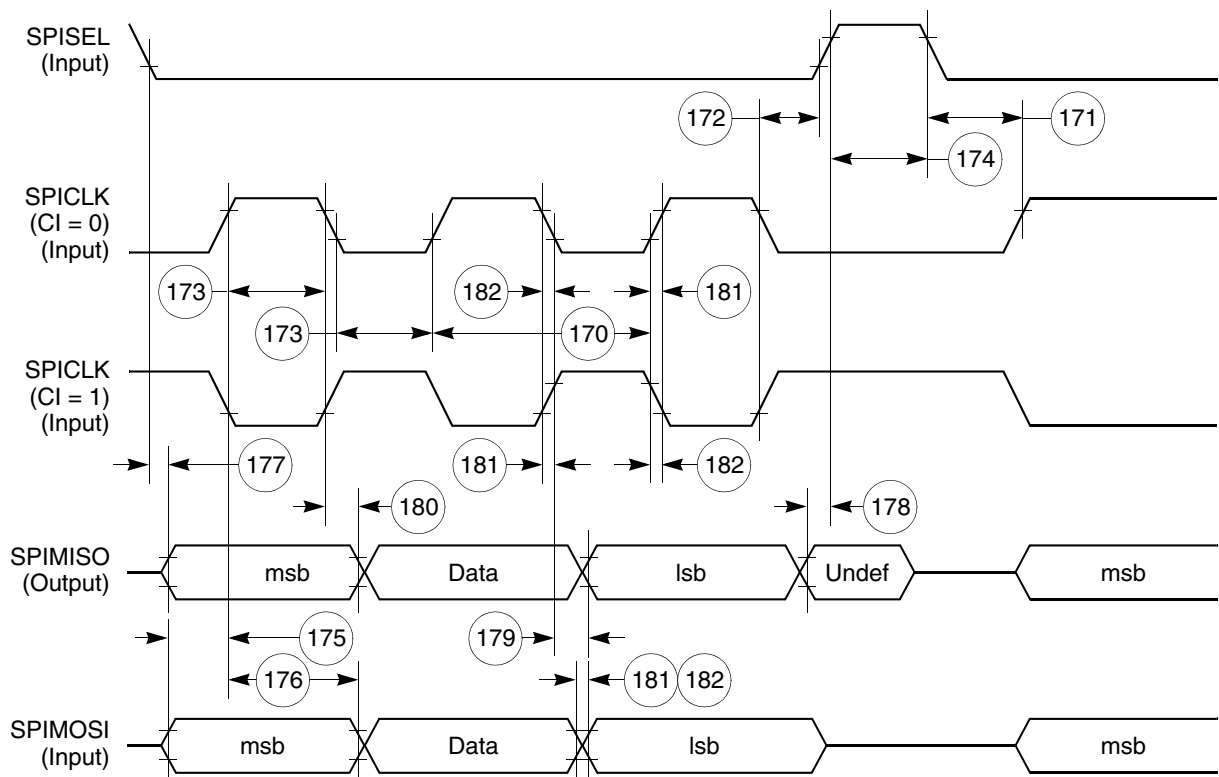 SPISEL
(Input)
172
171
174
SPICLK
(CI = 0)
(Input)
173
182
181
173
170
SPICLK
(CI = 1)
(Input)
177
181
182
180
178
SPIMISO
(Output)
msb
Data
lsb
Undef
msb
175
179
176
181
182
SPIMOSI
(Input)
msb
Data
lsb
msb